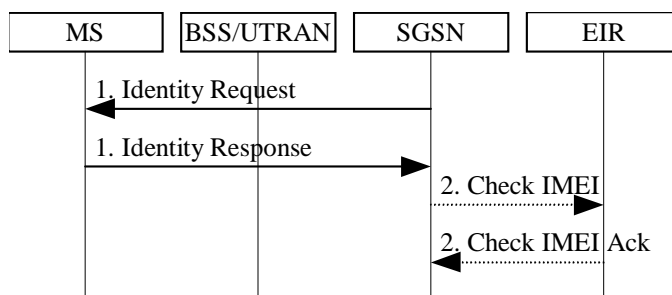 MS BSS/UTRAN SGSN EIR
1. Identity Request
1. Identity Response
2. Check IMEI
2. Check IMEI Ack